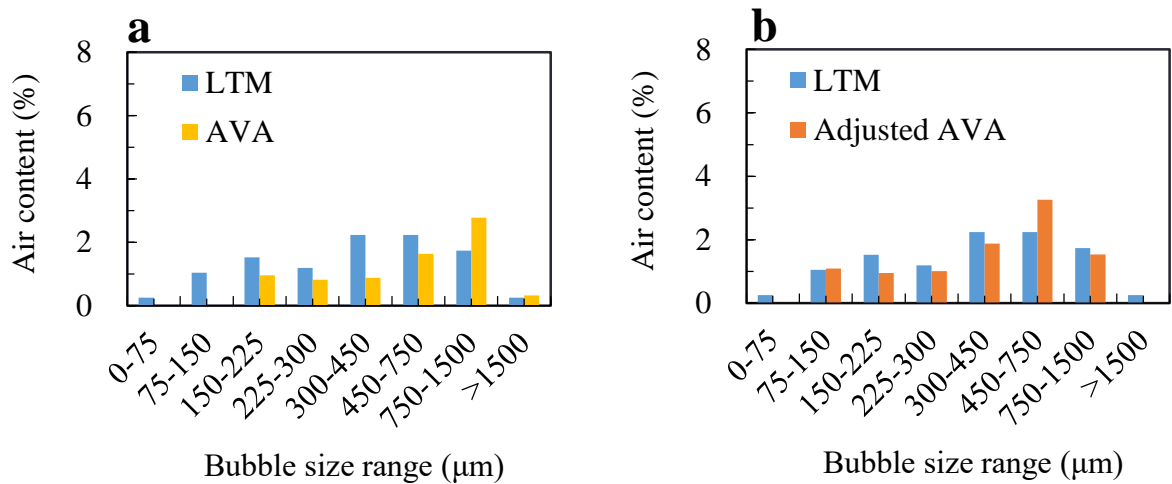 a
8
6
4
2
0
Air content (%)
LTM
AVA
0-75
75-150
150-225
225-300
300-450
450-750
750-1500
> 1500
Bubble size range (μm)
b
8
6
4
2
0
Air content (%)
LTM
Adjusted AVA
0-75
75-150
150-225
225-300
300-450
450-750
750-1500
>1500
Bubble size range (μm)